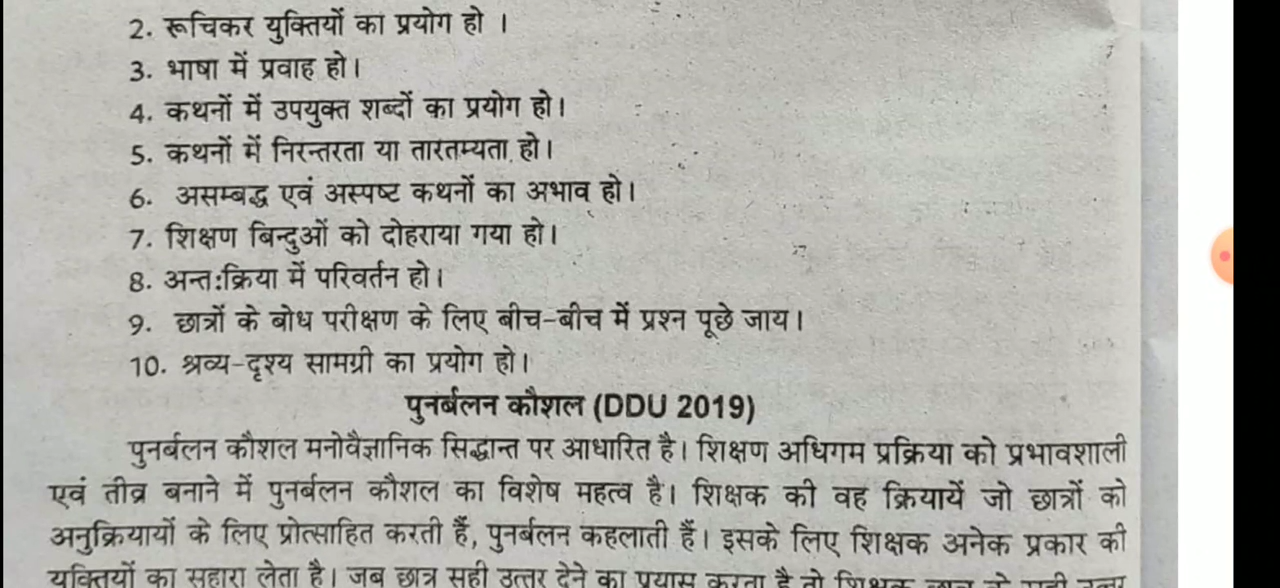 2. रूचिकर युक्तियों का प्रयोग हो ।
3. भाषा में प्रवाह हो।
4. कथनों में उपयुक्त शब्दों का प्रयोग हो।
5. कथनों में निरन्तरता या तारतम्यता हो।
6. असम्बद्ध एवं अस्पष्ट कथनों का अभाव हो।
7. शिक्षण बिन्दुओं को दोहराया गया हो।
8. अन्त:क्रिया में परिवर्तन हो।
9. छात्रों के बोध परीक्षण के लिए बीच-बीच में प्रश्न पूछे जाय।
10. श्रव्य-दृश्य सामग्री का प्रयोग हो।
पुनर्बलन कौशल (DDU 2019)
पुनर्बलन कौशल मनोवैज्ञानिक सिद्धान्त पर आधारित है। शिक्षण अधिगम प्रक्रिया को प्रभावशाली
एवं तीव्र बनाने में पुनर्बलन कौशल का विशेष महत्व है। शिक्षक की वह क्रियायें जो छात्रों को
अनुक्रियायों के लिए प्रोत्साहित करती हैं, पुनर्बलन कहलाती हैं। इसके लिए शिक्षक अनेक प्रकार की
युक्तियों का सहारा लेता है। जब छात्र सही उत्तर देने का प्रयास करता है तो शिक्षक